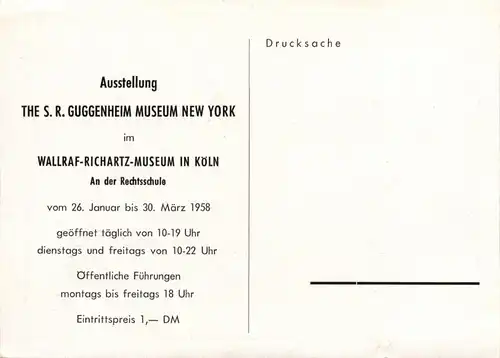 Ausstellung
THE S. R. GUGGENHEIM MUSEUM NEW YORK
im
WALLRAF-RICHARTZ-MUSEUM IN KÖLN
An der Rechtsschule
vom 26. Januar bis 30. März 1958
geöffnet täglich von 10-19 Uhr
dienstags und freitags von 10-22 Uhr
Öffentliche Führungen
montags bis freitags 18 Uhr
Eintrittspreis 1,— DM
Drucksache